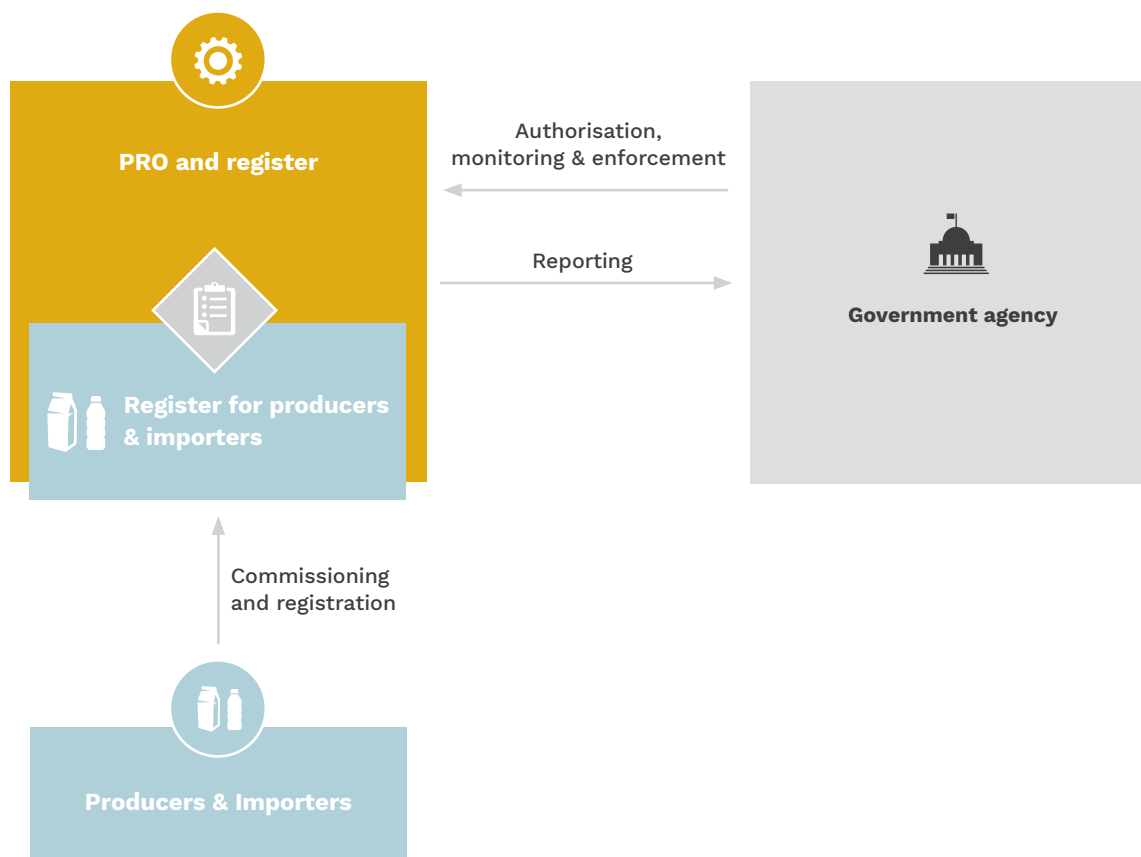 PRO and register
Authorisation,
monitoring & enforcement
Reporting
Government agency
Register for producers
& importers
Commissioning
and registration
Producers & Importers